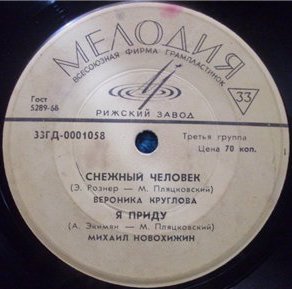 МЕЛОДИЯ
ВСЕСОЮЗНАЯ ФИРМА ГРАМПЛАСТИНОК
33
РИЖСКИЙ ЗАВОД
Гост
5289-68
33ГД-0001058
Третья группа
Цена 70 коп.
СНЕЖНЫЙ ЧЕЛОВЕК
(Э. Рознер — М. Пляцковский)
ВЕРОНИКА КРУГЛОВА
Я ПРИДУ
(А. Экимян — М. Пляцковский)
МИХАИЛ НОВОХИЖИН